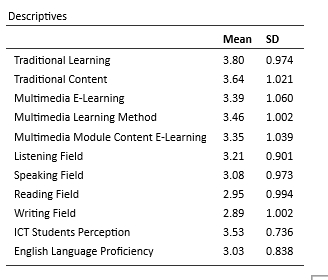 Descriptives
Mean SD
Traditional Learning 3.80 0.974
Traditional Content 3.64 1.021
Multimedia E-Learning 3.39 1.060
Multimedia Learning Method 3.46 1.002
Multimedia Module Content E-Learning 3.35 1.039
Listening Field 3.21 0.901
Speaking Field 3.08 0.973
Reading Field 2.95 0.994
Writing Field 2.89 1.002
ICT Students Perception 3.53 0.736
English Language Proficiency 3.03 0.838